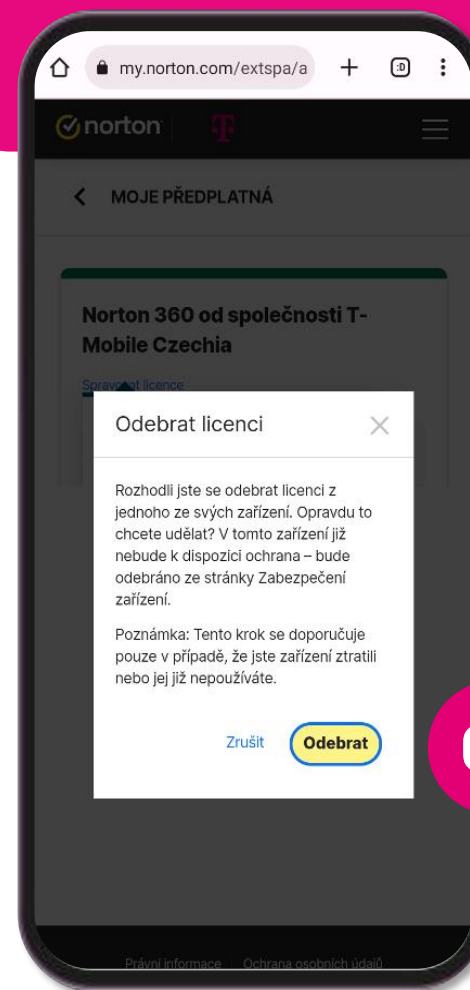 my.norton.com/extspa/a
:D
norton
MOJE PŘEDPLATNÁ
Norton 360 od společnosti T-
Mobile Czechia
Spravovat licence
Odebrat licenci
Rozhodli jste se odebrat licenci z
jednoho ze svých zařízení. Opravdu to
chcete udělat? V tomto zařízení již
nebude k dispozici ochrana – bude
odebráno ze stránky Zabezpečení
zařízení.
Poznámka: Tento krok se doporučuje
pouze v případě, že jste zařízení ztratili
nebo jej již nepoužíváte.
Zrušit Odebrat
Právní informace Ochrana osobních údajů